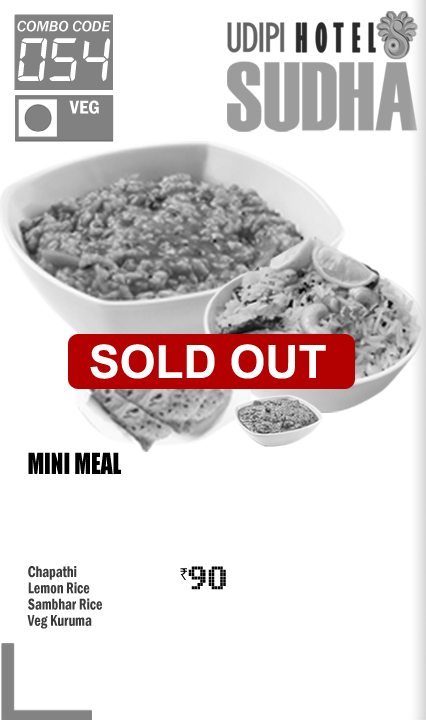 COMBO CODE
054
VEG
UDIPI HOTEL
SUDHA
SOLD OUT
MINI MEAL
Chapathi
Lemon Rice
Sambhar Rice
Veg Kuruma
₹90